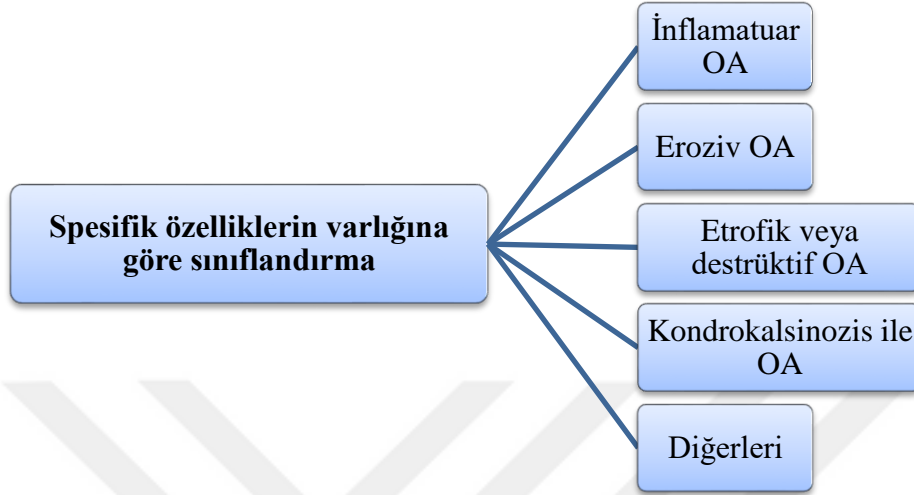 Spesifik özelliklerin varlığına
göre sınıflandırma
İnflamatuar
OA
Eroziv OA
Etrofik veya
destrüktif OA
Kondrokalsinozis ile
OA
Diğerleri